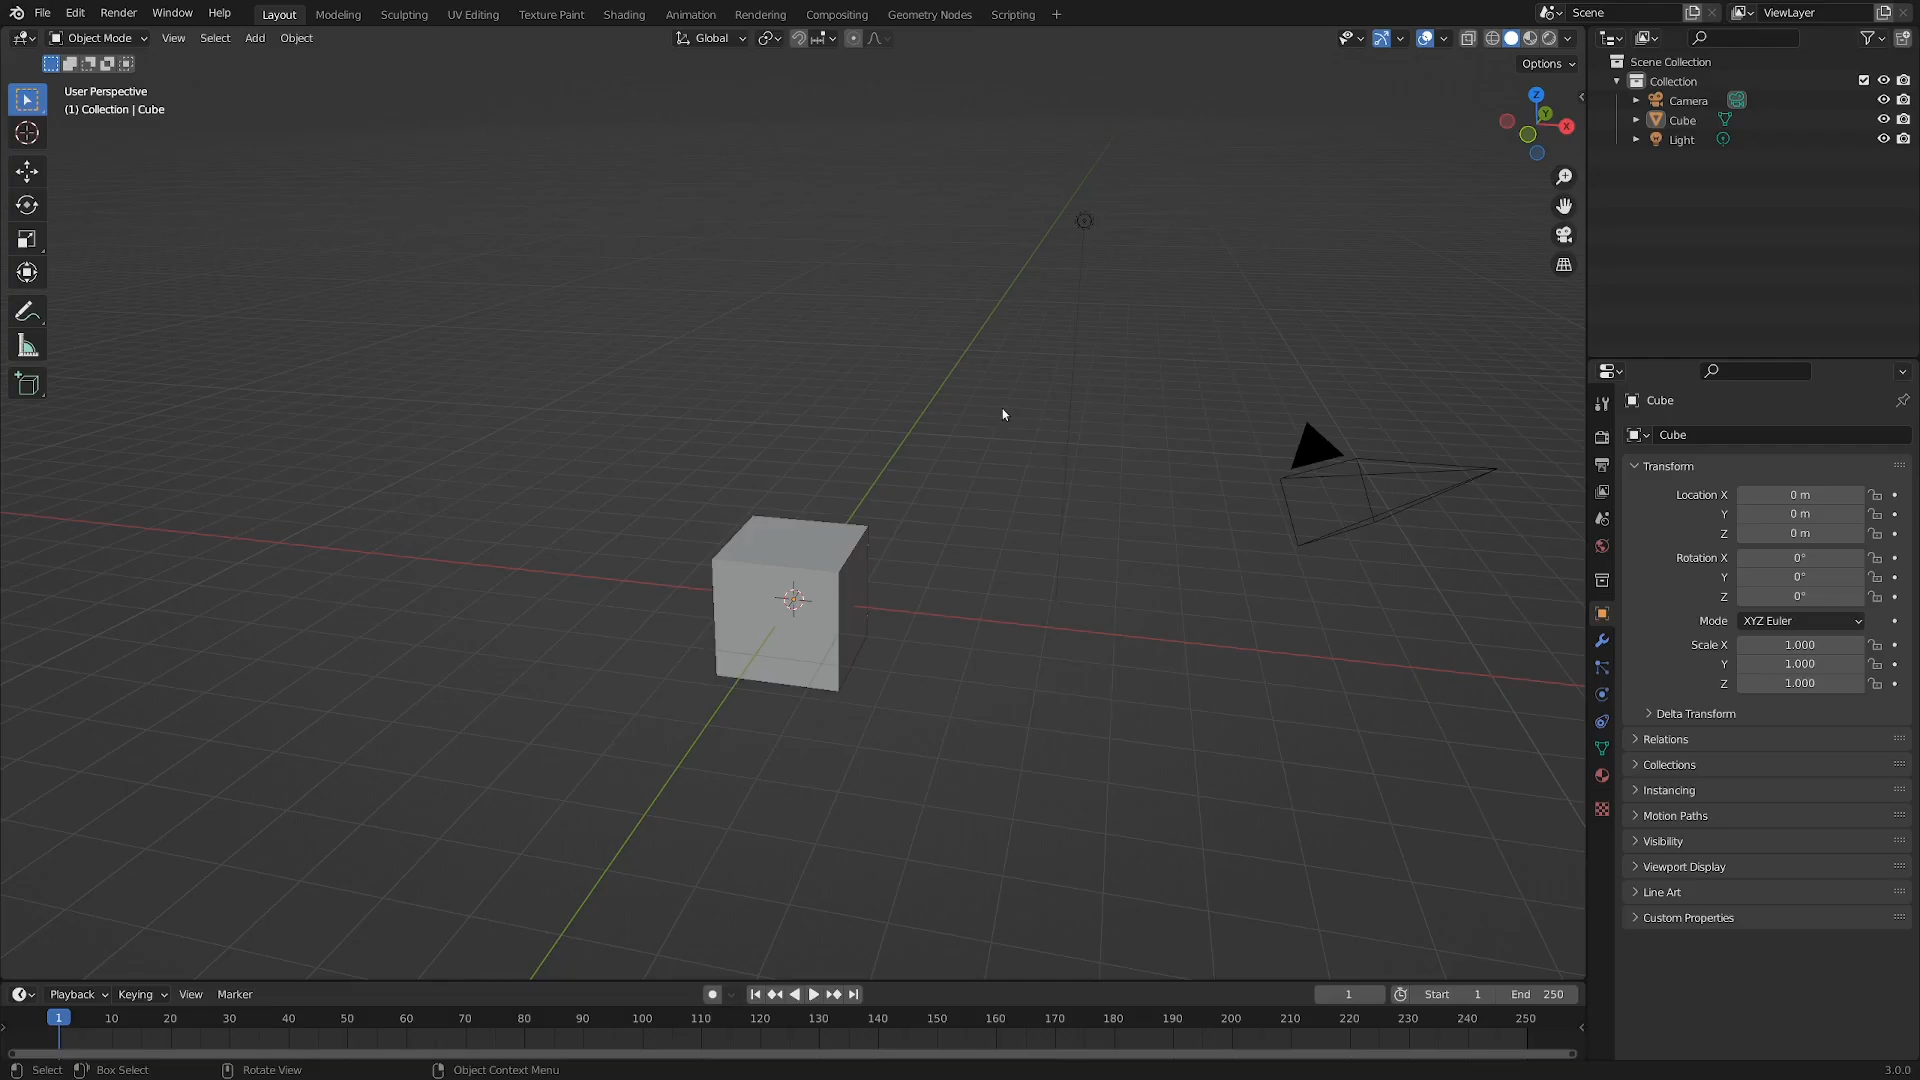 File Edit Render Window Help Layout Modeling Sculpting UV Editing Texture Paint Shading Animation Rendering Compositing Geometry Nodes Scripting + Scene ViewLayer
Object Mode View Select Add Object Global
Options
User Perspective
(1) Collection | Cube
Z
Y
X
Scene Collection
Collection
Camera
Cube
Light
Cube
Cube
Transform
Location X 0 m
Y 0 m
Z 0 m
Rotation X 0°
Y 0°
Z 0°
Mode XYZ Euler
Scale X 1.000
Y 1.000
Z 1.000
Delta Transform
Relations
Collections
Instancing
Motion Paths
Visibility
Viewport Display
Line Art
Custom Properties
Playback Keying View Marker 1 Start 1 End 250
1 10 20 30 40 50 60 70 80 90 100 110 120 130 140 150 160 170 180 190 200 210 220 230 240 250
Select Box Select Rotate View Object Context Menu 3.0.0